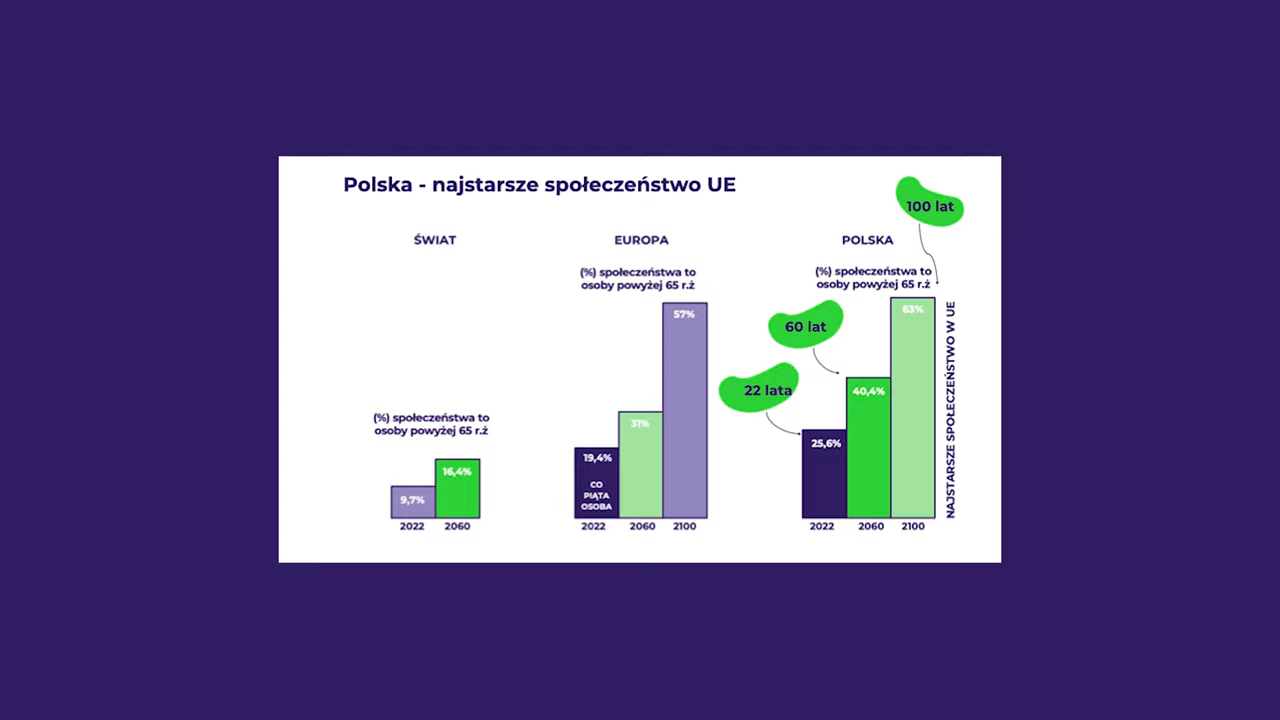 Polska - najstarsze społeczeństwo UE
ŚWIAT
(%) społeczeństwa to
osoby powyżej 65 r.ż
9,7%
16,4%
2022
2060
EUROPA
(%) społeczeństwa to
osoby powyżej 65 r.ż
19,4%
CO
PIĄTA
OSOBA
31%
57%
2022
2060
2100
POLSKA
(%) społeczeństwa to
osoby powyżej 65 r.ż
22 lata
60 lat
100 lat
25,6%
40,4%
63%
2022
2060
2100
NAJSTARSZE SPOŁECZEŃSTWO W UE